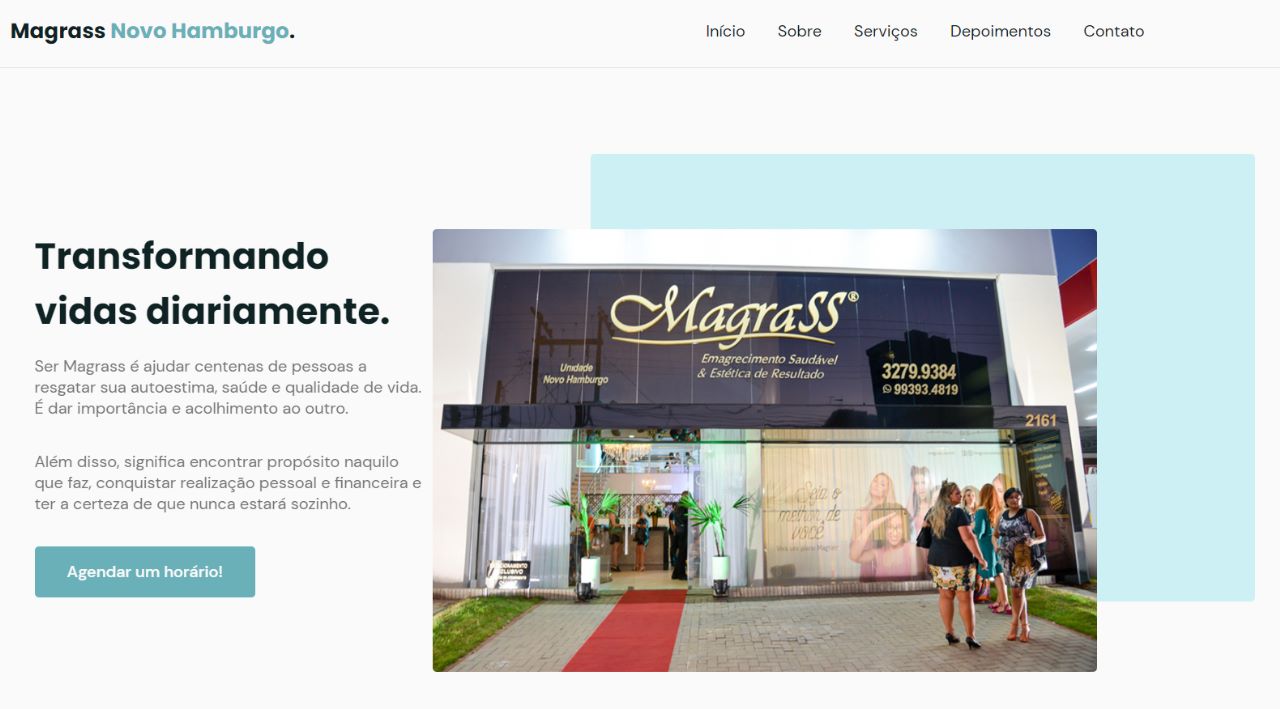 Magrass Novo Hamburgo.
Início Sobre Serviços Depoimentos Contato
Transformando
vidas diariamente.
Ser Magrass é ajudar centenas de pessoas a
resgatar sua autoestima, saúde e qualidade de vida.
É dar importância e acolhimento ao outro.
Além disso, significa encontrar propósito naquilo
que faz, conquistar realização pessoal e financeira e
ter a certeza de que nunca estará sozinho.
Agendar um horário!
MagraSS®
Emagrecimento Saudável
& Estética de Resultado
Unidade
Novo Hamburgo
3279.9384
99393.4819
2161
Seja o
melhor de
você